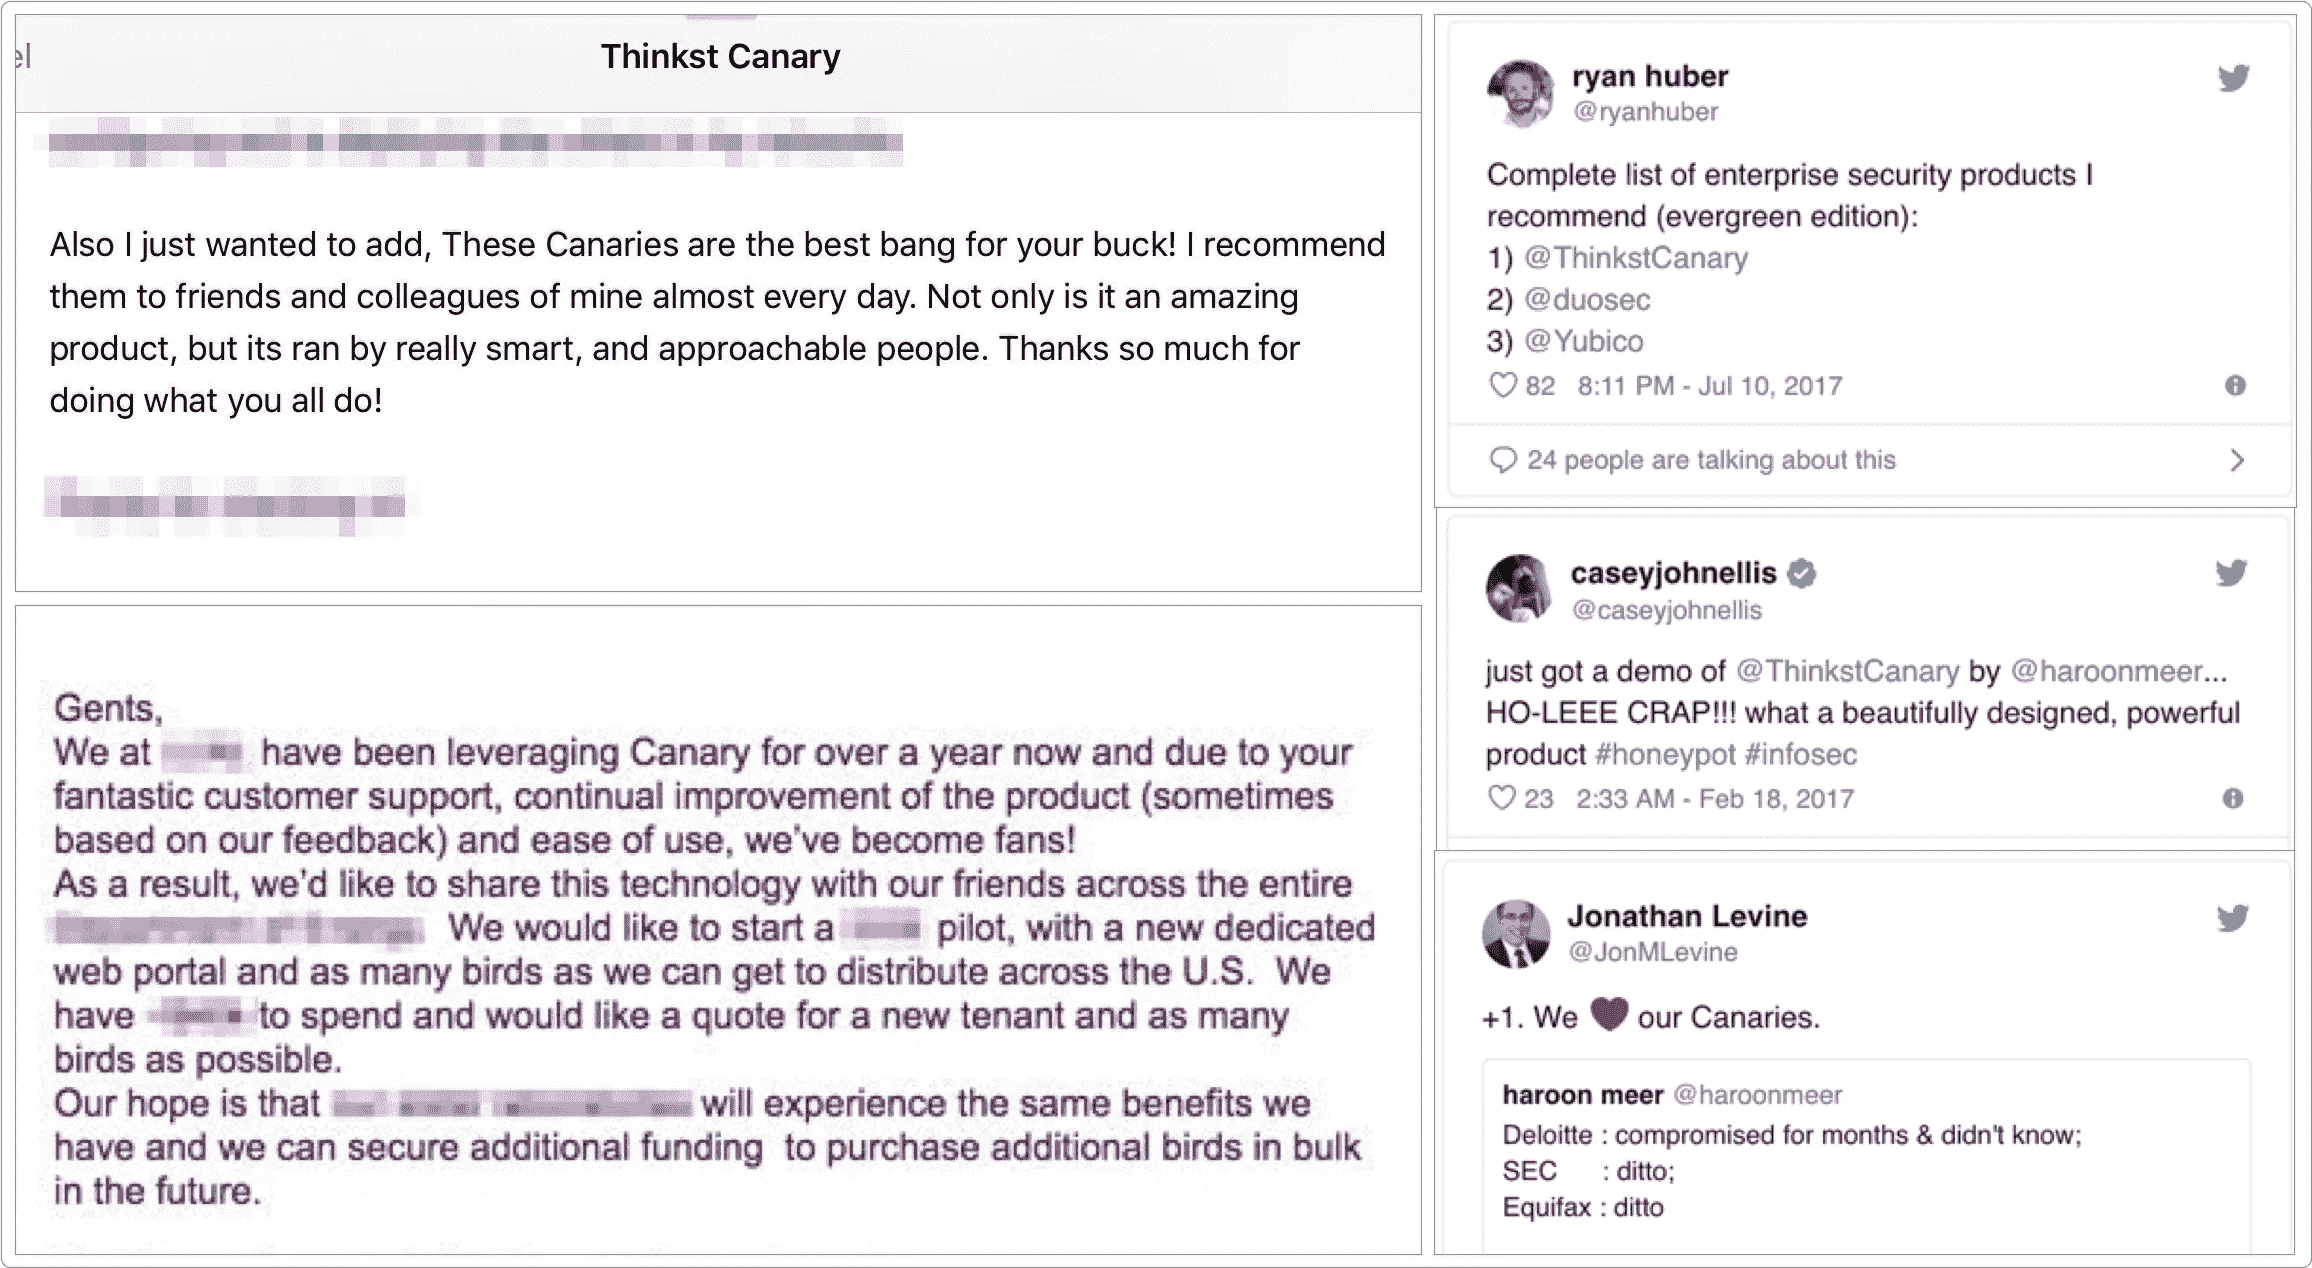 el
Thinkst Canary
Also I just wanted to add, These Canaries are the best bang for your buck! I recommend
them to friends and colleagues of mine almost every day. Not only is it an amazing
product, but its ran by really smart, and approachable people. Thanks so much for
doing what you all do!
Gents,
We at have been leveraging Canary for over a year now and due to your
fantastic customer support, continual improvement of the product (sometimes
based on our feedback) and ease of use, we've become fans!
As a result, we'd like to share this technology with our friends across the entire
We would like to start a pilot, with a new dedicated
web portal and as many birds as we can get to distribute across the U.S. We
have to spend and would like a quote for a new tenant and as many
birds as possible.
Our hope is that will experience the same benefits we
have and we can secure additional funding to purchase additional birds in bulk
in the future.
ryan huber
@ryanhuber
Complete list of enterprise security products I
recommend (evergreen edition):
1) @ThinkstCanary
2) @duosec
3) @Yubico
82 8:11 PM - Jul 10, 2017
24 people are talking about this
caseyjohnellis
@caseyjohnellis
just got a demo of @ThinkstCanary by @haroonmeer...
HO-LEEE CRAP!!! what a beautifully designed, powerful
product #honeypot #infosec
23 2:33 AM - Feb 18, 2017
Jonathan Levine
@JonMLevine
+1. We ♥ our Canaries.
haroon meer @haroonmeer
Deloitte : compromised for months & didn't know;
SEC : ditto;
Equifax : ditto